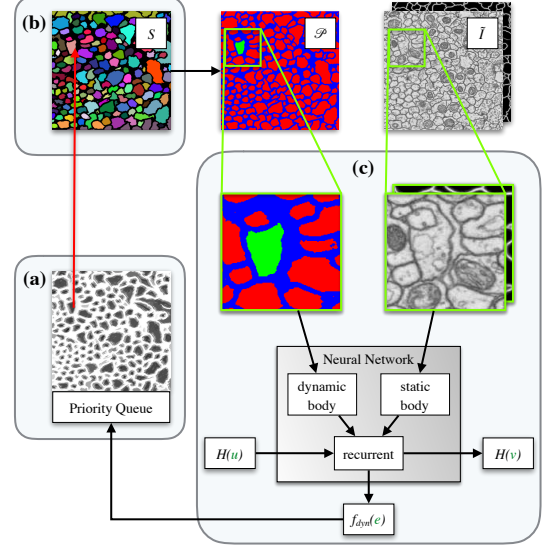 (b)
S
𝒫
Ĩ
(c)
(a)
Priority Queue
Neural Network
dynamic
body
static
body
H(u)
recurrent
H(v)
f_dyn(e)